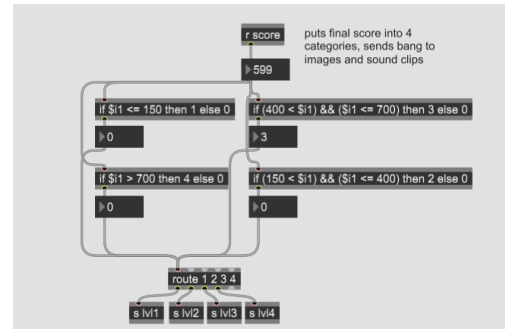 r score
puts final score into 4
categories, sends bang to
images and sound clips
599
if $i1 <= 150 then 1 else 0
if (400 < $i1) && ($i1 <= 700) then 3 else 0
0
3
if $i1 > 700 then 4 else 0
if (150 < $i1) && ($i1 <= 400) then 2 else 0
0
0
route 1 2 3 4
s lvl1
s lvl2
s lvl3
s lvl4